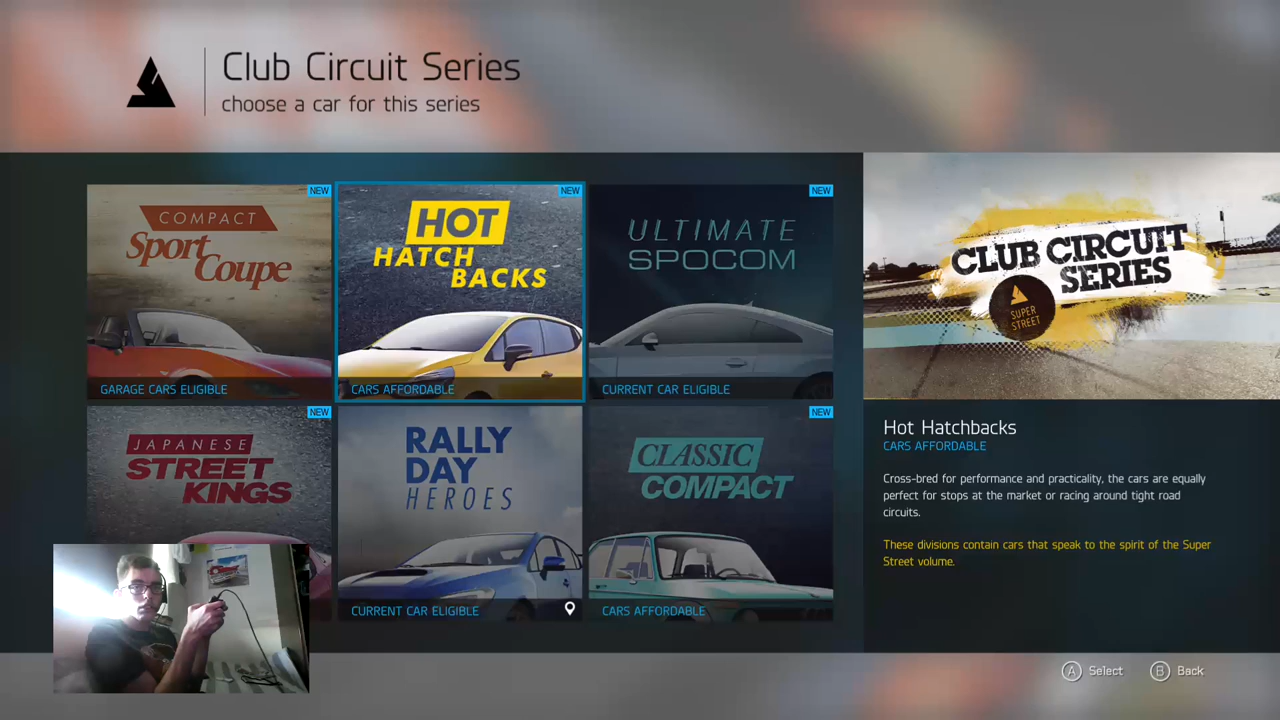 Club Circuit Series
choose a car for this series
NEW
COMPACT
Sport
Coupe
GARAGE CARS ELIGIBLE
NEW
HOT
HATCH
BACKS
CARS AFFORDABLE
NEW
ULTIMATE
SPOCOM
CURRENT CAR ELIGIBLE
NEW
JAPANESE
STREET
KINGS
RALLY
DAY
HEROES
CURRENT CAR ELIGIBLE
NEW
CLASSIC
COMPACT
CARS AFFORDABLE
CLUB CIRCUIT
SERIES
SUPER
STREET
Hot Hatchbacks
CARS AFFORDABLE
Cross-bred for performance and practicality, the cars are equally
perfect for stops at the market or racing around tight road
circuits.
These divisions contain cars that speak to the spirit of the Super
Street volume.
A Select
B Back